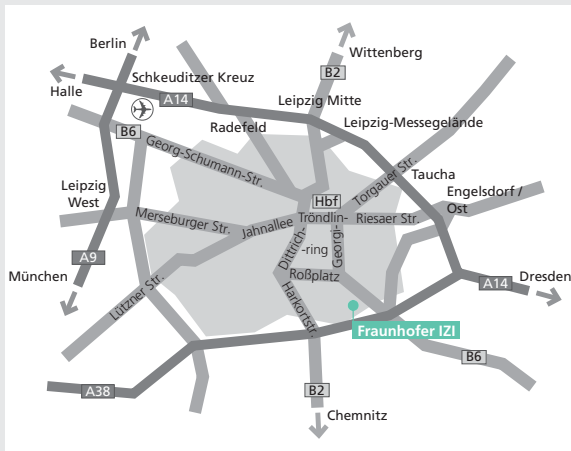 Berlin
Wittenberg
B2
Schkeuditzer Kreuz
Halle
A14
Leipzig Mitte
Radefeld
Leipzig-Messegelände
B6
Georg-Schumann-Str.
Torgauer Str.
Taucha
Leipzig
West
Engelsdorf /
Ost
Hbf
Merseburger Str.
Jahnallee
Tröndlin-
Riesaer Str.
Dittrich-
-ring
Georgi-
A9
München
Lützner Str.
Roßplatz
Harkortstr.
A14
Dresden
Fraunhofer IZI
B6
A38
B2
Chemnitz